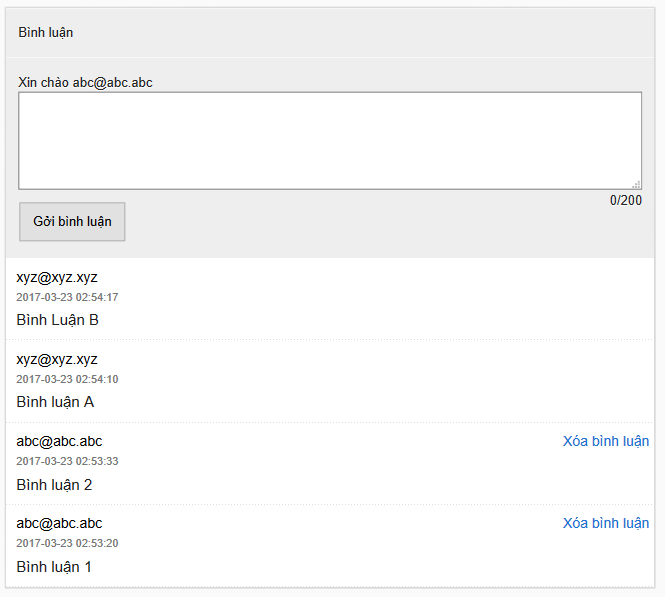 Bình luận
Xin chào abc@abc.abc
0/200
Gởi bình luận
xyz@xyz.xyz
2017-03-23 02:54:17
Bình Luận B
xyz@xyz.xyz
2017-03-23 02:54:10
Bình luận A
abc@abc.abc Xóa bình luận
2017-03-23 02:53:33
Bình luận 2
abc@abc.abc Xóa bình luận
2017-03-23 02:53:20
Bình luận 1